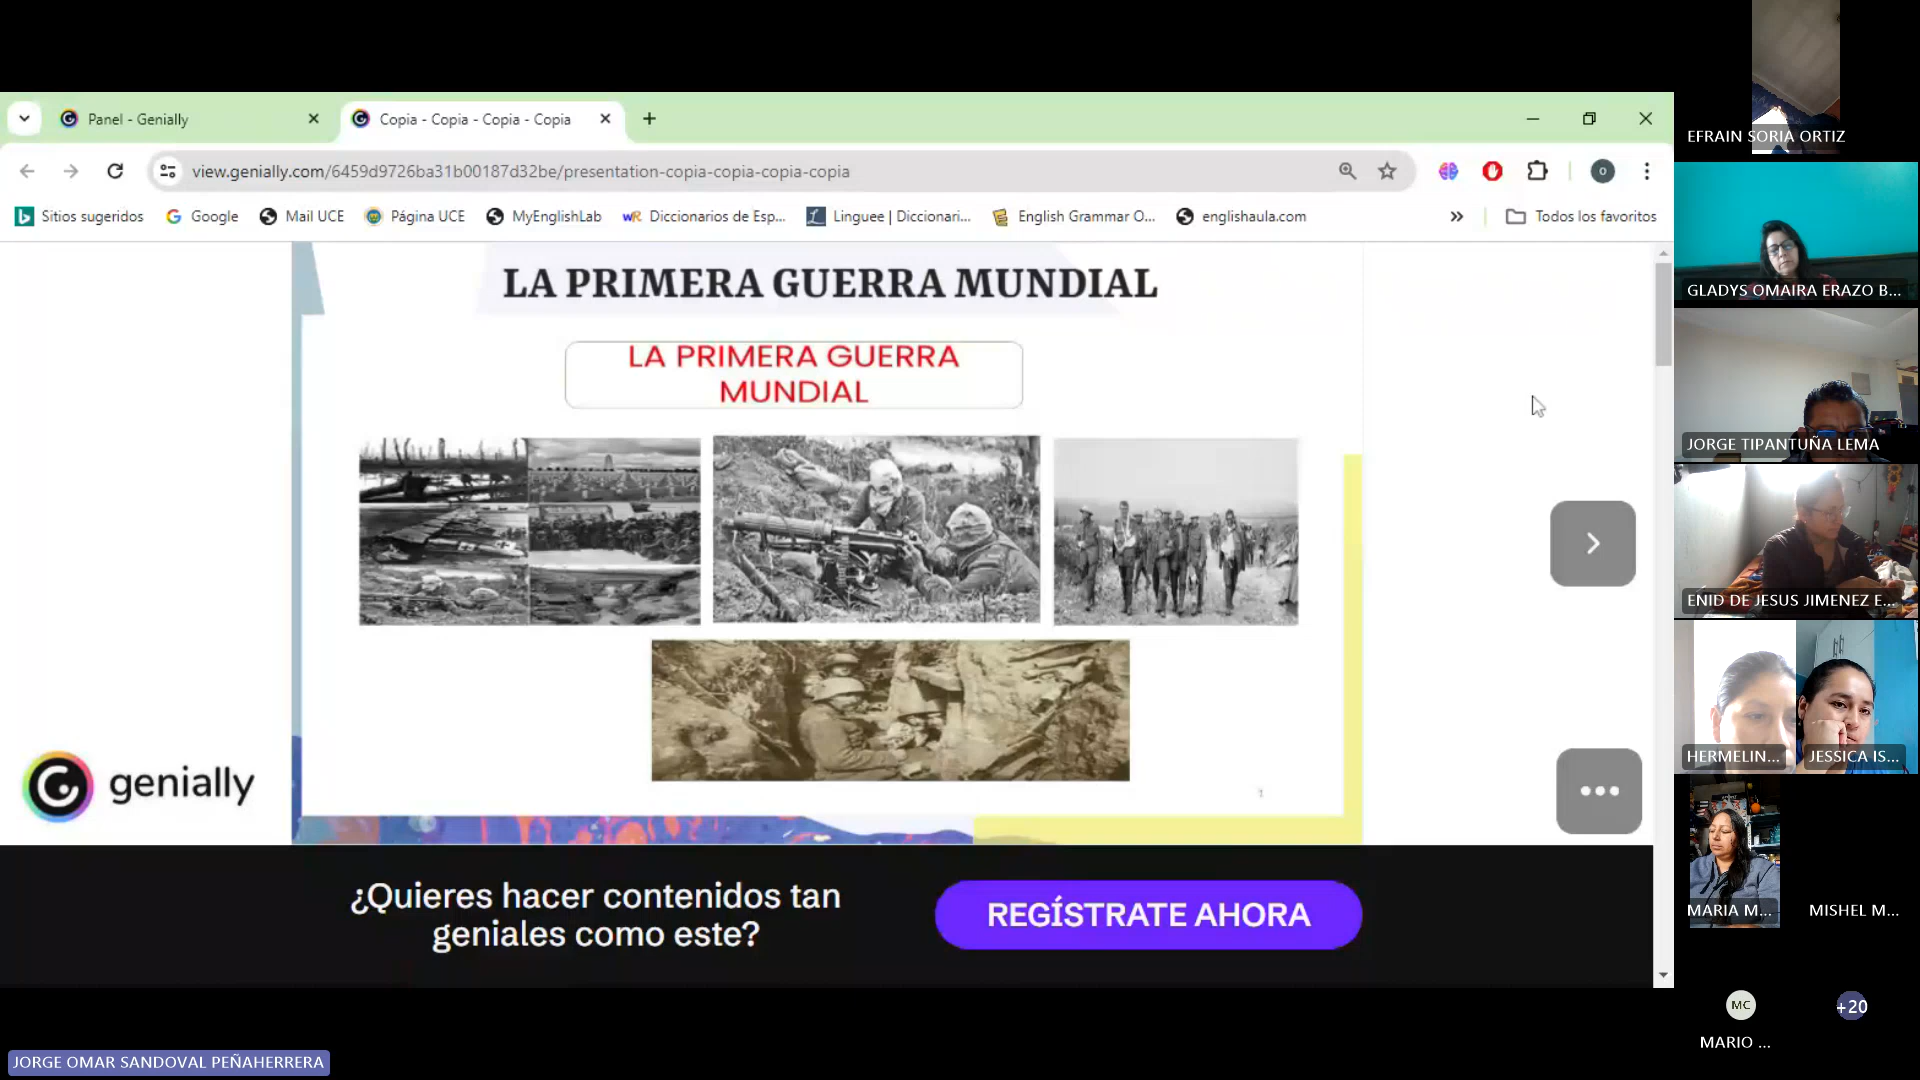 Panel - Genially
Copia - Copia - Copia - Copia
view.genially.com/6459d9726ba31b00187d32be/presentation-copia-copia-copia-copia
o
Sitios sugeridos
Google
Mail UCE
Página UCE
MyEnglishLab
wR Diccionarios de Esp...
Linguee | Diccionari...
English Grammar O...
englishaula.com
Todos los favoritos
LA PRIMERA GUERRA MUNDIAL
LA PRIMERA GUERRA
MUNDIAL
1
genially
¿Quieres hacer contenidos tan
geniales como este?
REGÍSTRATE AHORA
JORGE OMAR SANDOVAL PEÑAHERRERA
EFRAIN SORIA ORTIZ
GLADYS OMAIRA ERAZO B...
JORGE TIPANTUÑA LEMA
ENID DE JESUS JIMENEZ E...
HERMELIN...
JESSICA IS...
MARIA M...
MISHEL M...
MC
+20
MARIO ...